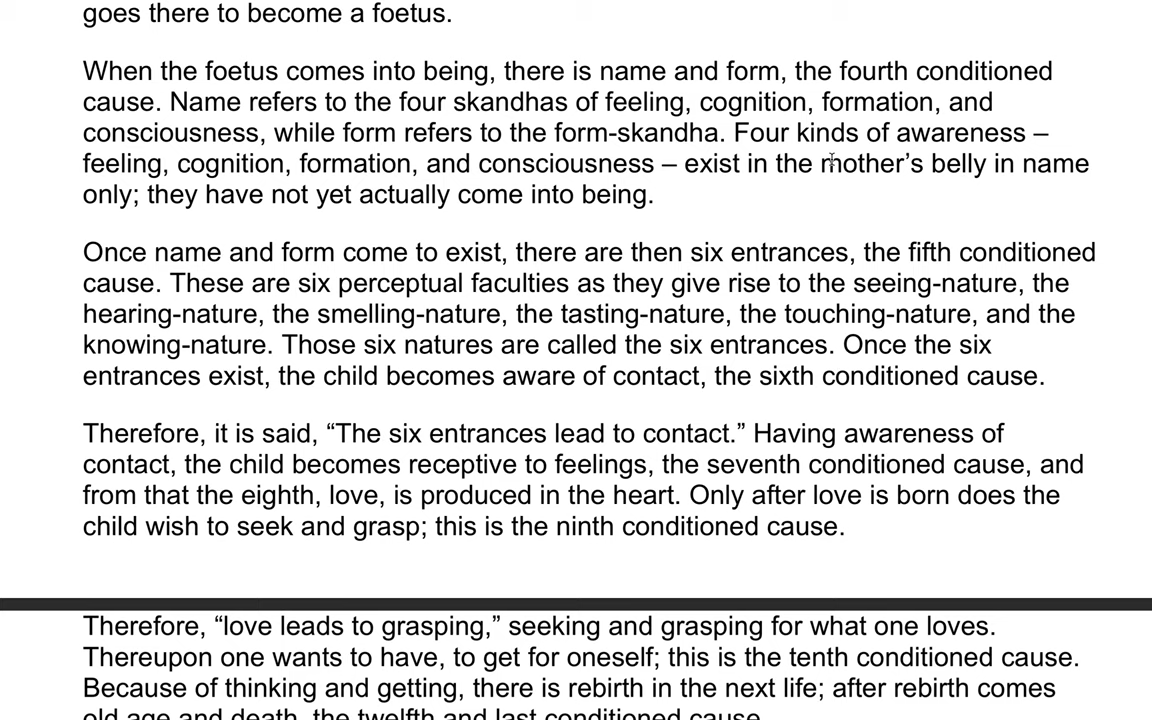 goes there to become a foetus.
When the foetus comes into being, there is name and form, the fourth conditioned
cause. Name refers to the four skandhas of feeling, cognition, formation, and
consciousness, while form refers to the form-skandha. Four kinds of awareness –
feeling, cognition, formation, and consciousness – exist in the mother’s belly in name
only; they have not yet actually come into being.
Once name and form come to exist, there are then six entrances, the fifth conditioned
cause. These are six perceptual faculties as they give rise to the seeing-nature, the
hearing-nature, the smelling-nature, the tasting-nature, the touching-nature, and the
knowing-nature. Those six natures are called the six entrances. Once the six
entrances exist, the child becomes aware of contact, the sixth conditioned cause.
Therefore, it is said, “The six entrances lead to contact.” Having awareness of
contact, the child becomes receptive to feelings, the seventh conditioned cause, and
from that the eighth, love, is produced in the heart. Only after love is born does the
child wish to seek and grasp; this is the ninth conditioned cause.
Therefore, “love leads to grasping,” seeking and grasping for what one loves.
Thereupon one wants to have, to get for oneself; this is the tenth conditioned cause.
Because of thinking and getting, there is rebirth in the next life; after rebirth comes
old age and death, the twelfth and last conditioned cause.